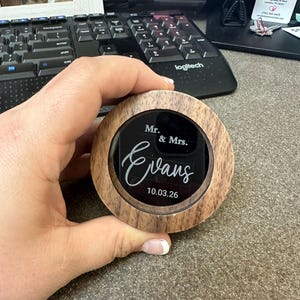 Mr.
& Mrs.
Evans
10.03.26
logitech